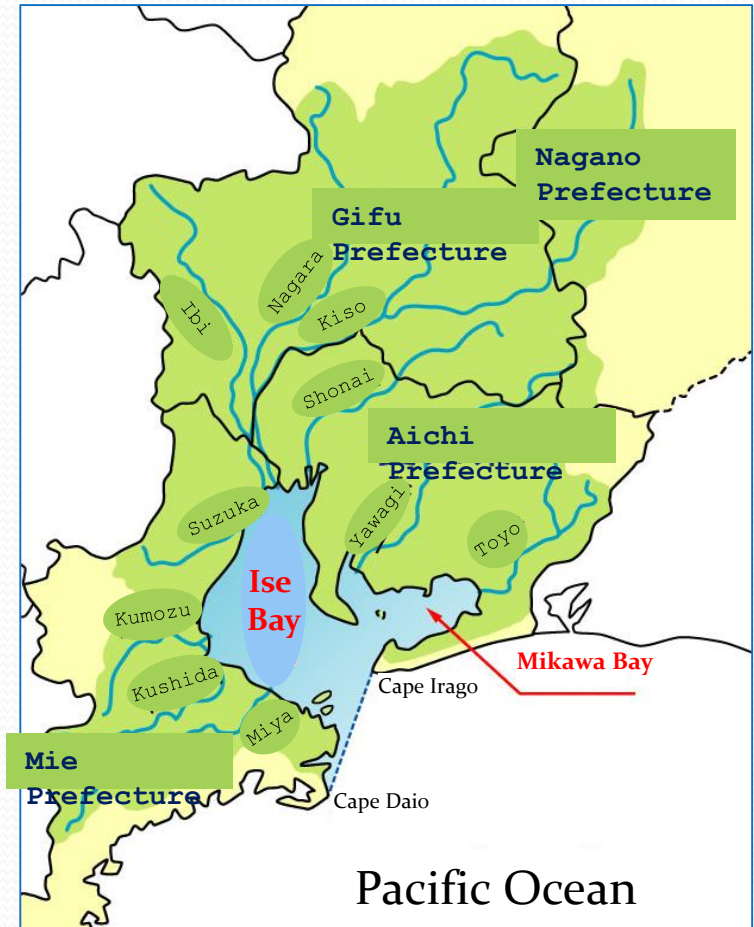 Nagano
Prefecture
Gifu
Prefecture
Nagara
Ibi
Kiso
Shonai
Aichi
Prefecture
Suzuka
Yawagi
Toyo
Ise
Bay
Kumozu
Mikawa Bay
Kushida
Cape Irago
Miya
Mie
Prefecture
Cape Daio
Pacific Ocean